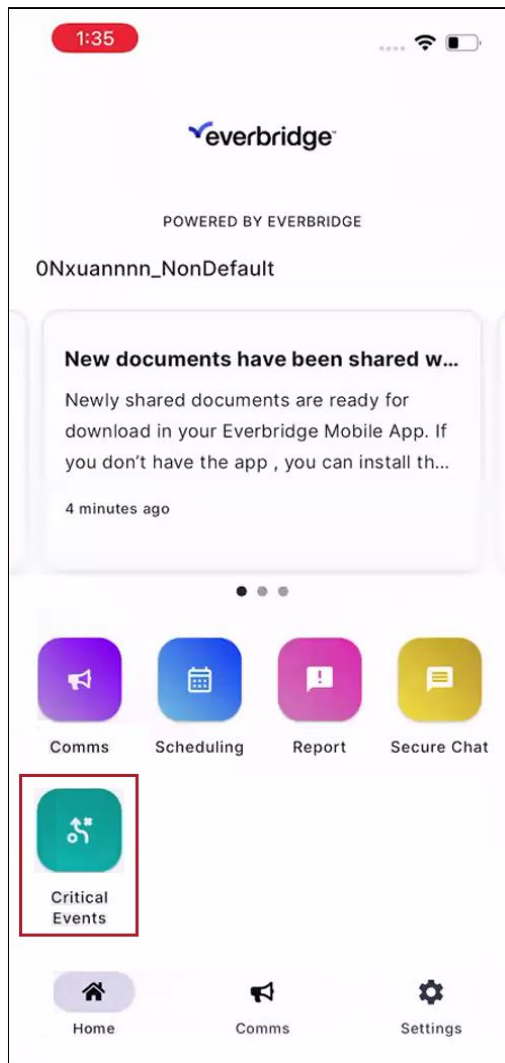 1:35
everbridge
POWERED BY EVERBRIDGE
0Nxuannnn_NonDefault
New documents have been shared w...
Newly shared documents are ready for
download in your Everbridge Mobile App. If
you don't have the app , you can install th...
4 minutes ago
Comms Scheduling Report Secure Chat
Critical
Events
Home Comms Settings